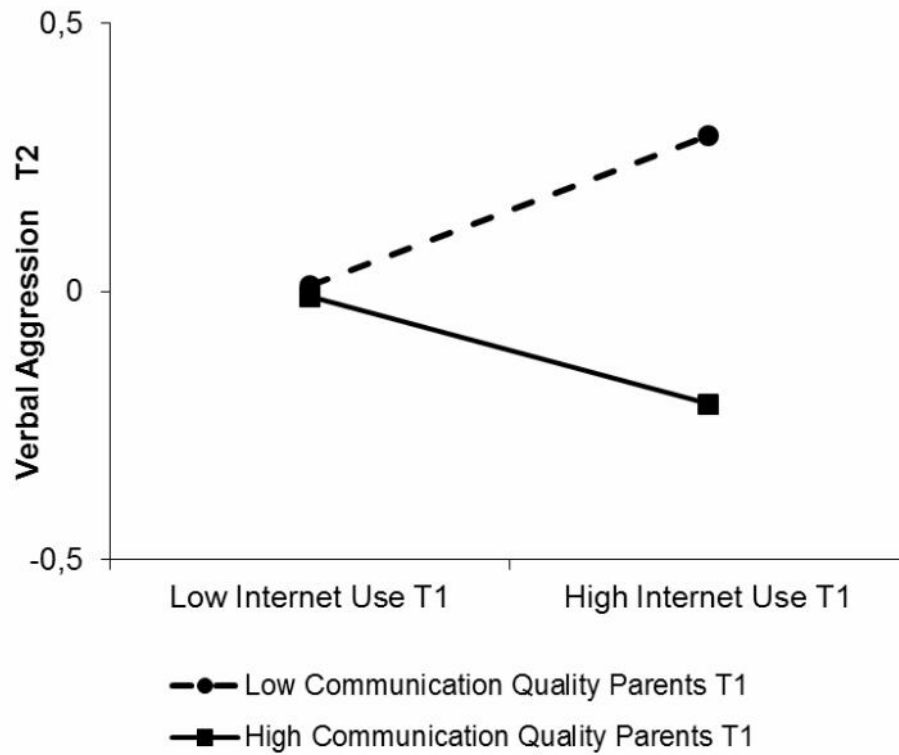 0,5
Verbal Aggression T2
0
-0,5
Low Internet Use T1
High Internet Use T1
Low Communication Quality Parents T1
High Communication Quality Parents T1